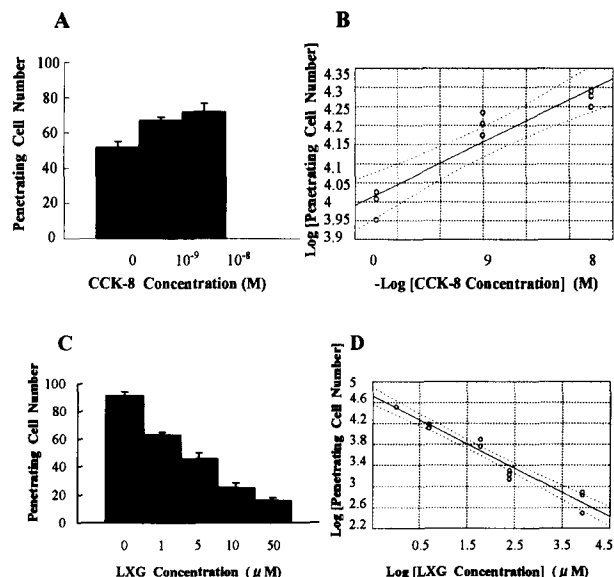 A
Penetrating Cell Number
100
80
60
40
20
0
0 10⁻⁹ 10⁻⁸
CCK-8 Concentration (M)
B
Log [Penetrating Cell Number]
4.35
4.3
4.25
4.2
4.15
4.1
4.05
4
3.95
3.9
0 9 8
-Log [CCK-8 Concentration] (M)
C
Penetrating Cell Number
100
80
60
40
20
0
0 1 5 10 50
LXG Concentration (μM)
D
Log [Penetrating Cell Number]
5
4.6
4.2
3.8
3.4
3
2.6
2.2
0.5 1.5 2.5 3.5 4.5
Log [LXG Concentration] (μM)